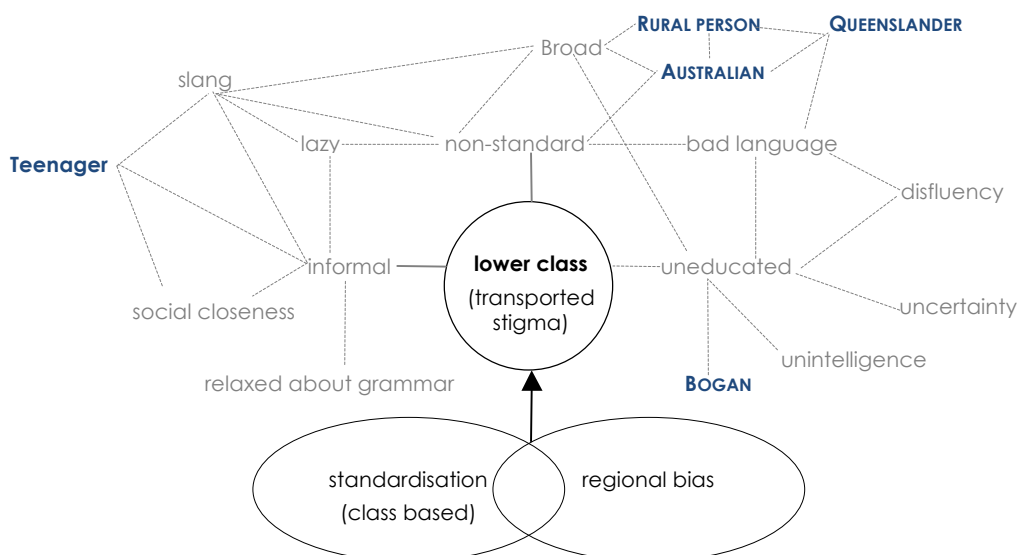 RURAL PERSON
QUEENSLANDER
Broad
AUSTRALIAN
slang
lazy
non-standard
bad language
Teenager
disfluency
informal
lower class
(transported
stigma)
uneducated
social closeness
uncertainty
unintelligence
relaxed about grammar
BOGAN
standardisation
(class based)
regional bias